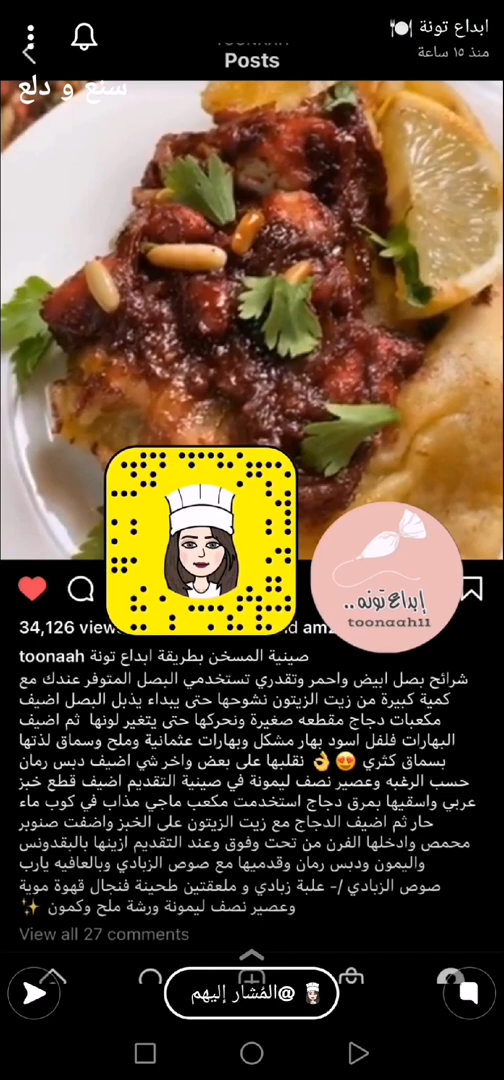 ابداع تونة 🍽
منذ ١٥ ساعة
Posts
سنع و دلع
إبداع تونه ..
toonaah11
34,126 view
toonaah صينية المسخن بطريقة ابداع تونة
شرائح بصل ابيض واحمر وتقدري تستخدمي البصل المتوفر عندك مع
كمية كبيرة من زيت الزيتون نشوحها حتى يبداء يذبل البصل اضيف
مكعبات دجاج مقطعه صغيرة ونحركها حتى يتغير لونها ثم اضيف
البهارات فلفل اسود بهار مشكل وبهارات عثمانية وملح وسماق لذتها
بسماق كثري 😍👌 نقلبها على بعض واخر شي اضيف دبس رمان
حسب الرغبه وعصير نصف ليمونة في صينية التقديم اضيف قطع خبز
عربي واسقيها بمرق دجاج استخدمت مكعب ماجي مذاب في كوب ماء
حار ثم اضيف الدجاج مع زيت الزيتون على الخبز واضفت صنوبر
محمص وادخلها الفرن من تحت وفوق وعند التقديم ازينها بالبقدونس
واليمون ودبس رمان وقدميها مع صوص الزبادي وبالعافيه يارب
صوص الزبادي /- علبة زبادي و ملعقتين طحينة فنجال قهوة موية
وعصير نصف ليمونة ورشة ملح وكمون ✨
View all 27 comments
@المُشار إليهم